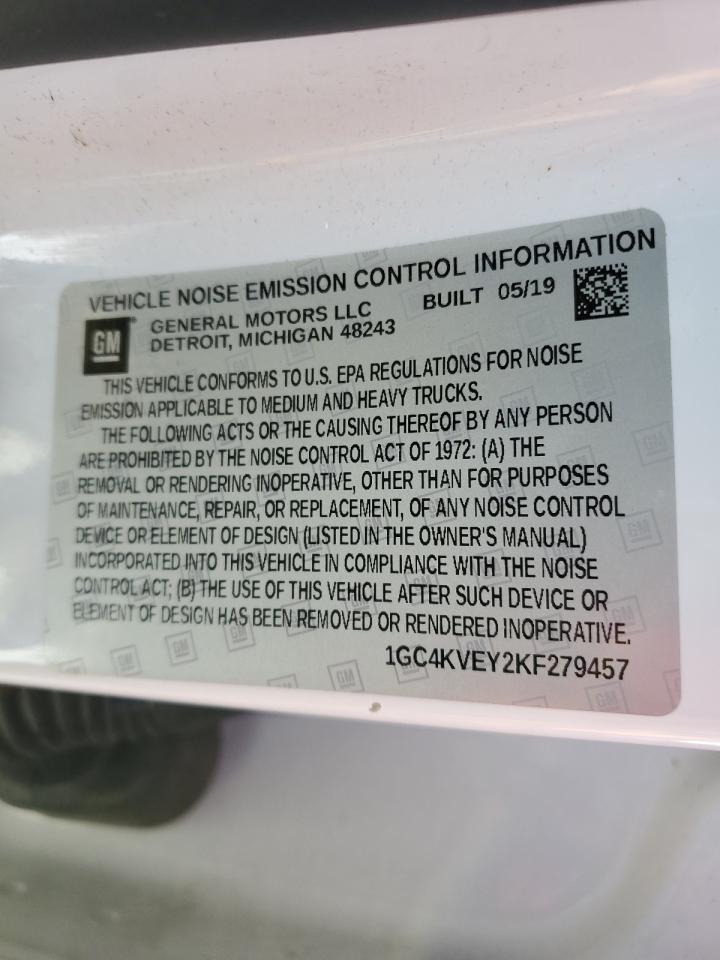 VEHICLE NOISE EMISSION CONTROL INFORMATION
GM
GENERAL MOTORS LLC BUILT 05/19
DETROIT, MICHIGAN 48243
THIS VEHICLE CONFORMS TO U.S. EPA REGULATIONS FOR NOISE
EMISSION APPLICABLE TO MEDIUM AND HEAVY TRUCKS.
THE FOLLOWING ACTS OR THE CAUSING THEREOF BY ANY PERSON
ARE PROHIBITED BY THE NOISE CONTROL ACT OF 1972: (A) THE
REMOVAL OR RENDERING INOPERATIVE, OTHER THAN FOR PURPOSES
OF MAINTENANCE, REPAIR, OR REPLACEMENT, OF ANY NOISE CONTROL
DEVICE OR ELEMENT OF DESIGN (LISTED IN THE OWNER'S MANUAL)
INCORPORATED INTO THIS VEHICLE IN COMPLIANCE WITH THE NOISE
CONTROL ACT; (B) THE USE OF THIS VEHICLE AFTER SUCH DEVICE OR
ELEMENT OF DESIGN HAS BEEN REMOVED OR RENDERED INOPERATIVE.
1GC4KVEY2KF279457